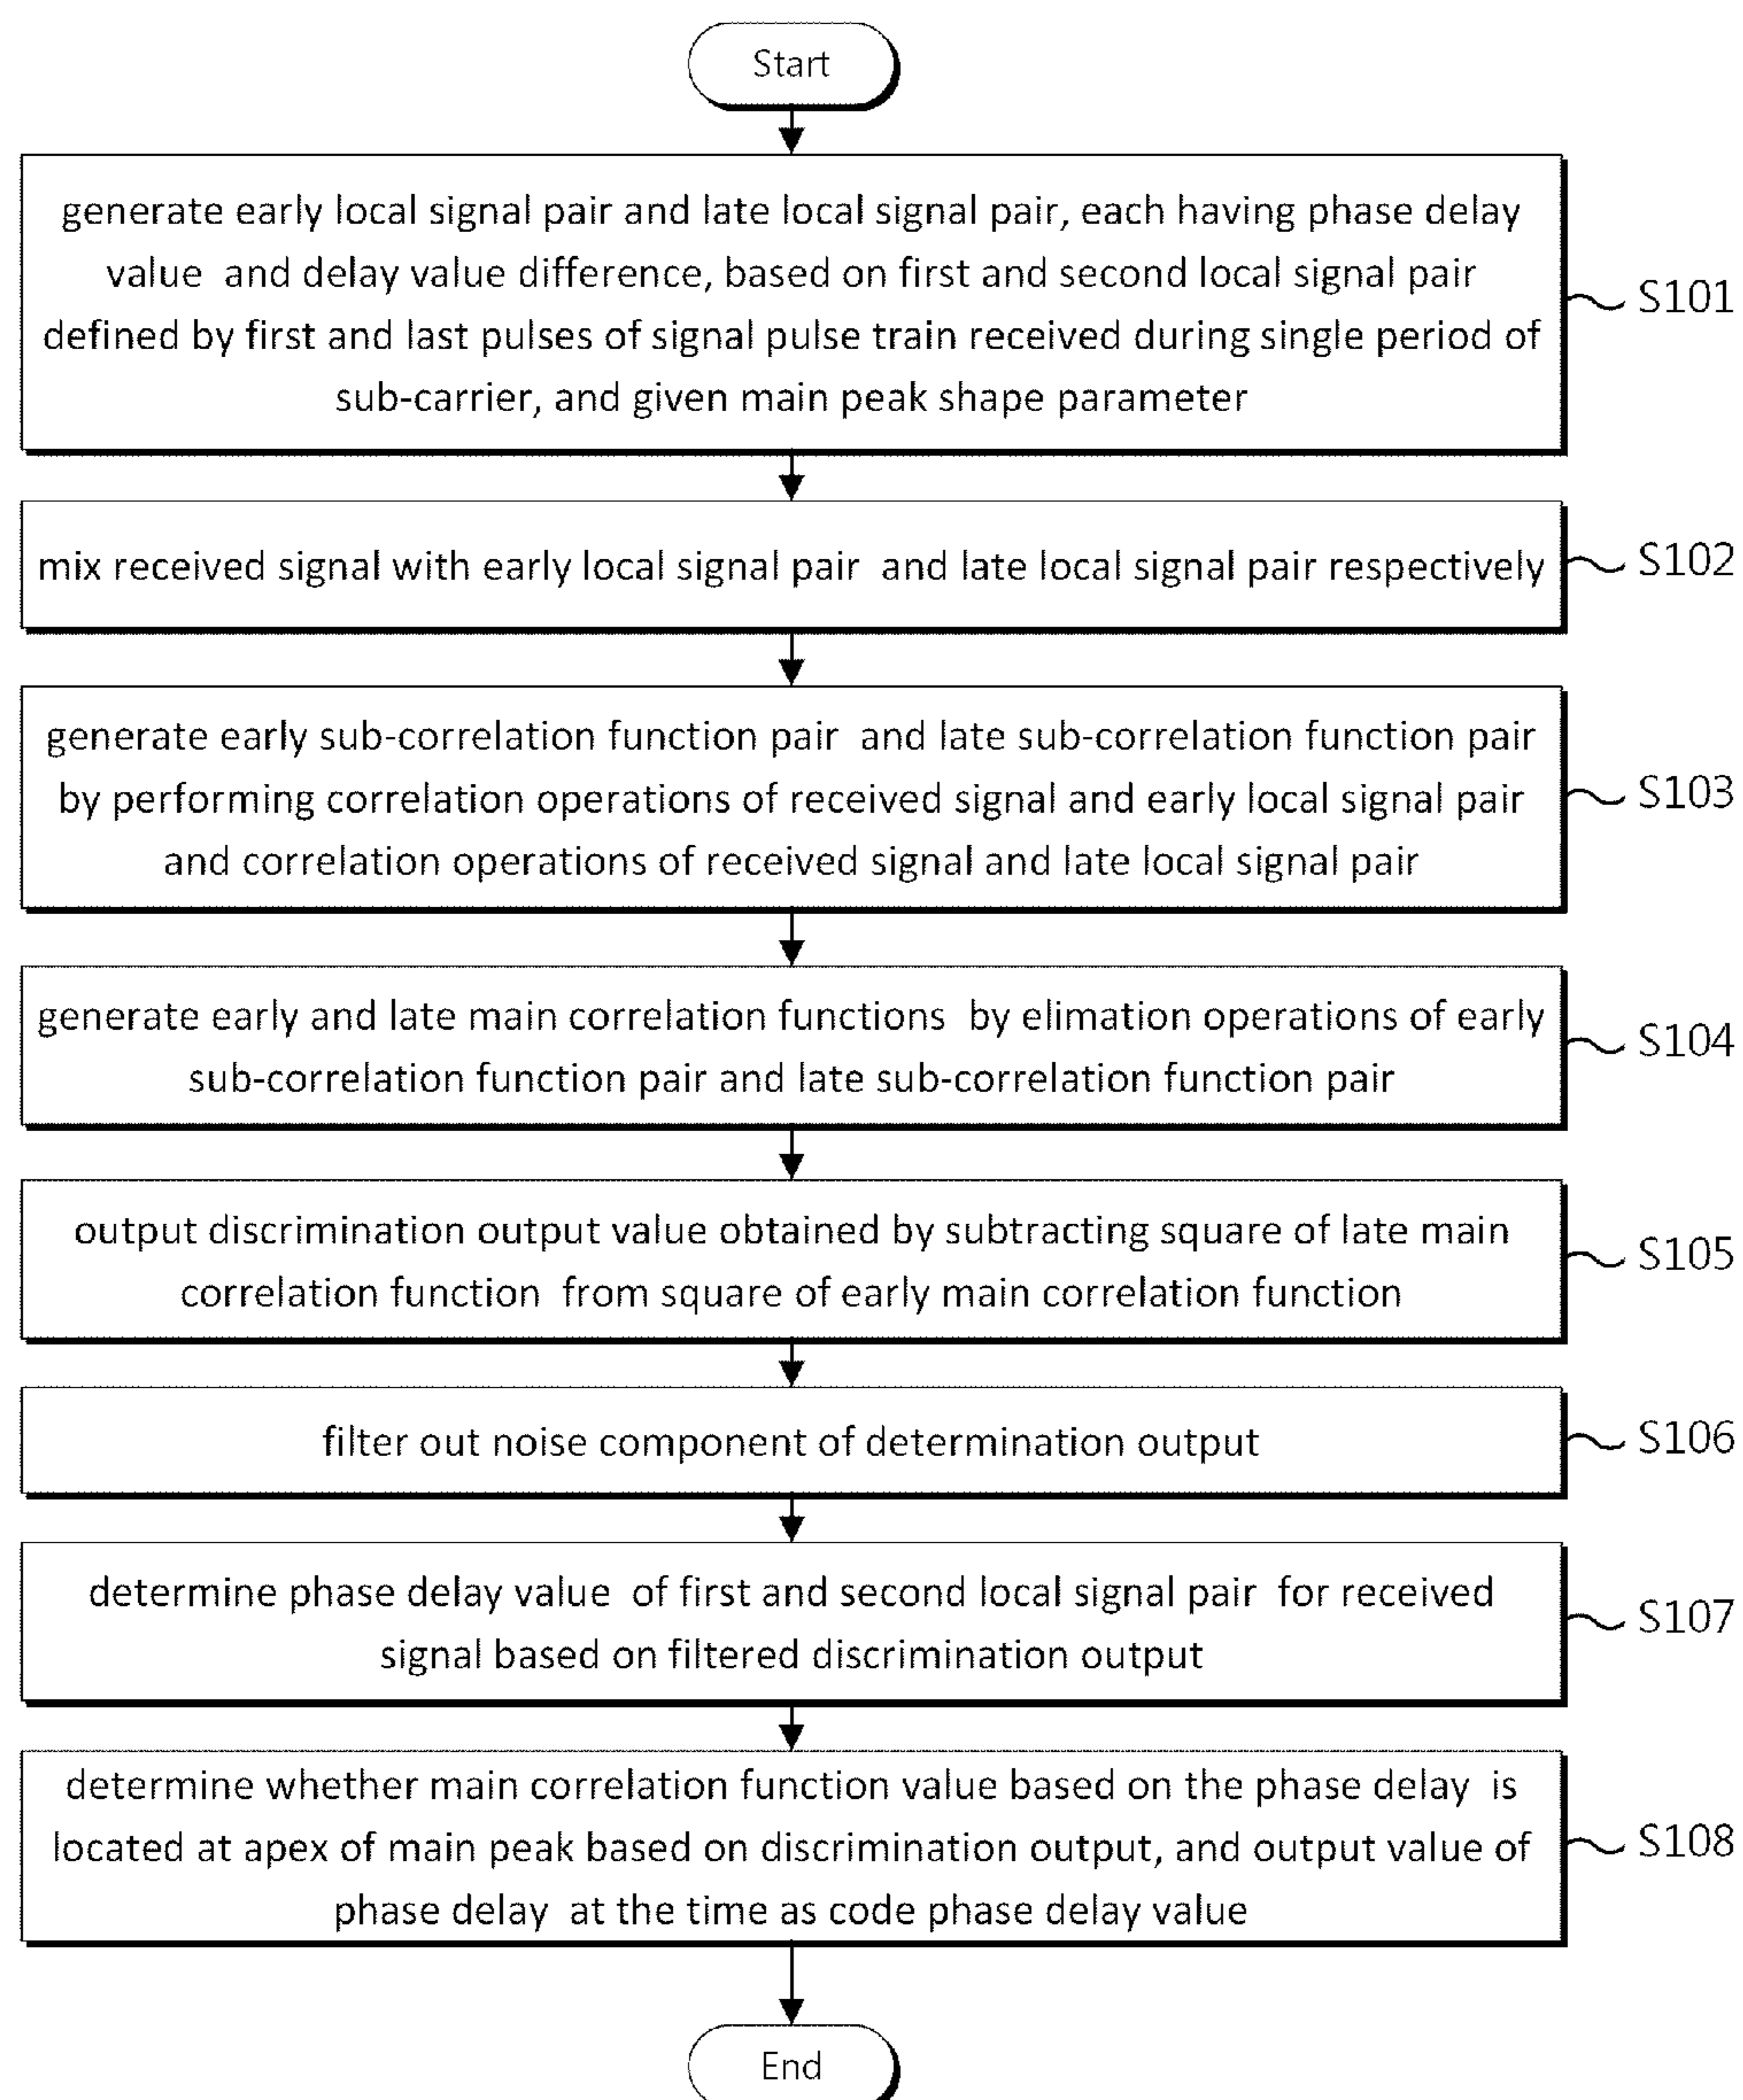 Start
generate early local signal pair and late local signal pair, each having phase delay
value and delay value difference, based on first and second local signal pair
defined by first and last pulses of signal pulse train received during single period of
sub-carrier, and given main peak shape parameter
S101
mix received signal with early local signal pair and late local signal pair respectively
S102
generate early sub-correlation function pair and late sub-correlation function pair
by performing correlation operations of received signal and early local signal pair
and correlation operations of received signal and late local signal pair
S103
generate early and late main correlation functions by elimation operations of early
sub-correlation function pair and late sub-correlation function pair
S104
output discrimination output value obtained by subtracting square of late main
correlation function from square of early main correlation function
S105
filter out noise component of determination output
S106
determine phase delay value of first and second local signal pair for received
signal based on filtered discrimination output
S107
determine whether main correlation function value based on the phase delay is
located at apex of main peak based on discrimination output, and output value of
phase delay at the time as code phase delay value
S108
End